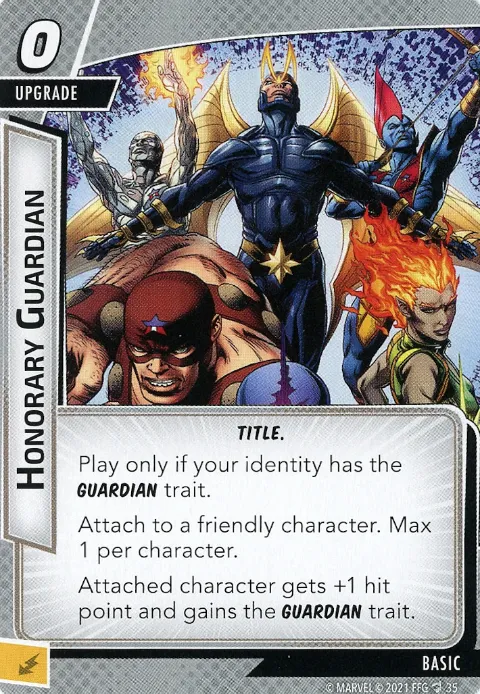 0
UPGRADE
HONORARY GUARDIAN
TITLE.
Play only if your identity has the
GUARDIAN trait.
Attach to a friendly character. Max
1 per character.
Attached character gets +1 hit
point and gains the GUARDIAN trait.
BASIC
© MARVEL © 2021 FFG 35